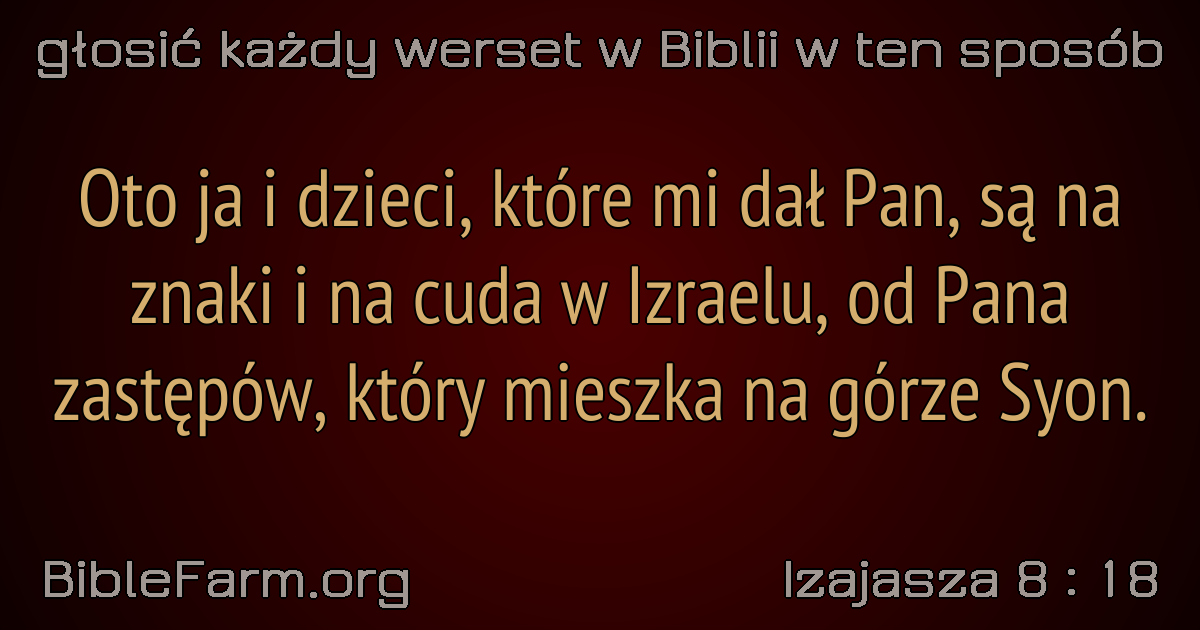 głosić każdy werset w Biblii w ten sposób
Oto ja i dzieci, które mi dał Pan, są na
znaki i na cuda w Izraelu, od Pana
zastępów, który mieszka na górze Syon.
BibleFarm.org
Izajasza 8 : 18